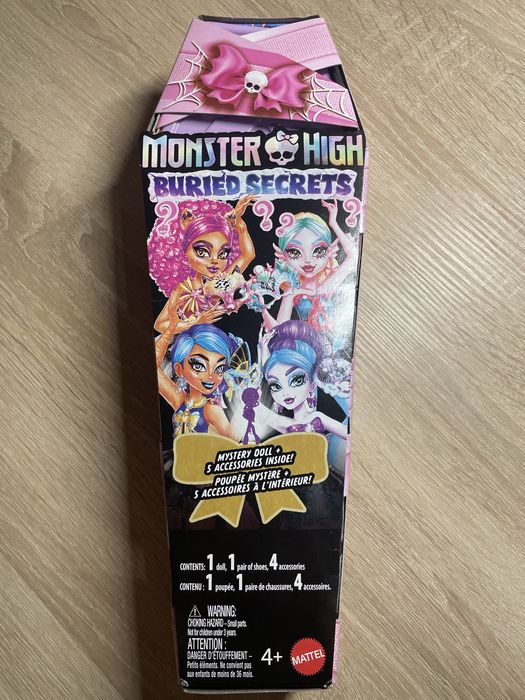 MONSTER HIGH
BURIED SECRETS
? ? ? ?
MYSTERY DOLL +
5 ACCESSORIES INSIDE!
POUPÉE MYSTÈRE +
5 ACCESSOIRES À L'INTÉRIEUR!
CONTENTS: 1 doll, 1 pair of shoes, 4 accessories
CONTENU : 1 poupée, 1 paire de chaussures, 4 accessoires.
WARNING:
CHOKING HAZARD – Small parts.
Not for children under 3 years.
ATTENTION :
DANGER D'ÉTOUFFEMENT –
Petits éléments. Ne convient pas
aux enfants de moins de 36 mois.
4+
MATTEL